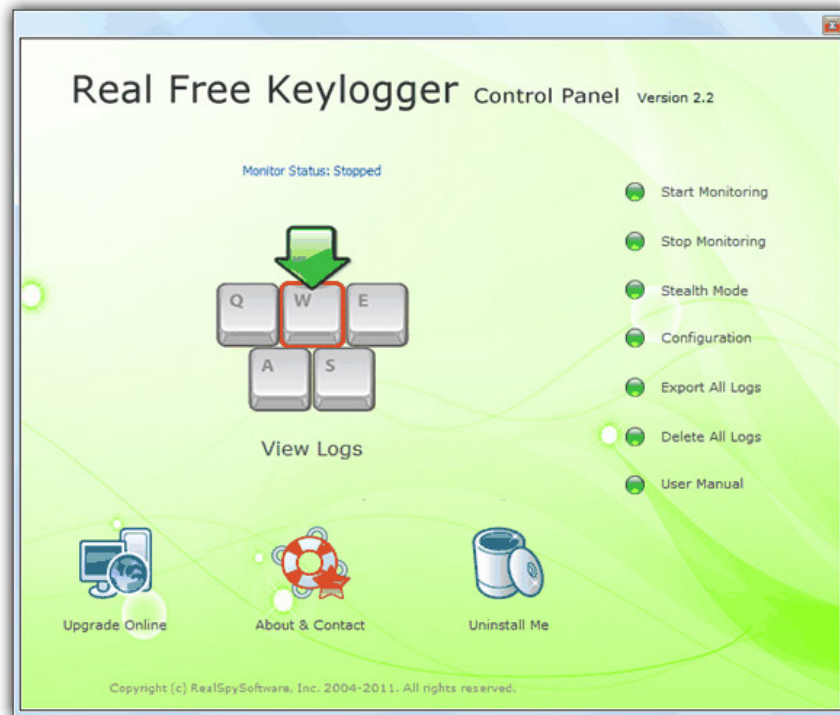 Real Free Keylogger Control Panel Version 2.2
Monitor Status: Stopped
Start Monitoring
Stop Monitoring
Stealth Mode
Configuration
Export All Logs
Delete All Logs
User Manual
Q W E
A S
View Logs
Upgrade Online
About & Contact
Uninstall Me
Copyright (c) RealSpySoftware, Inc. 2004-2011. All rights reserved.